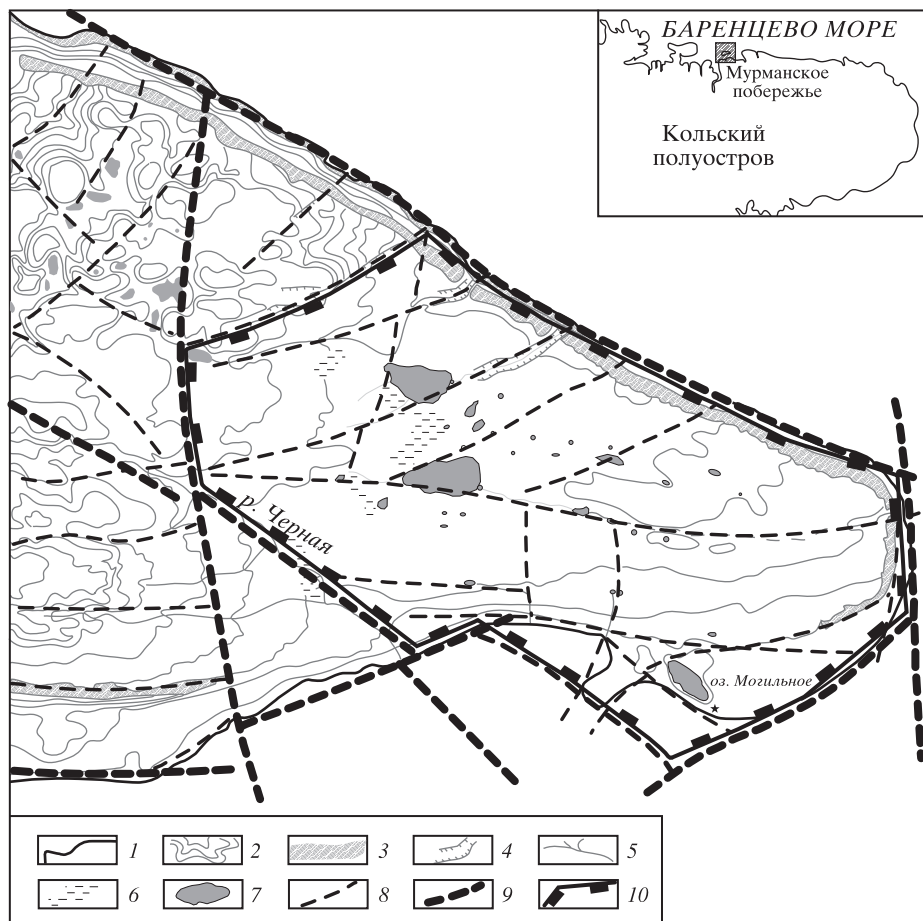 БАРЕНЦЕВО МОРЕ
Мурманское
побережье
Кольский
полуостров
р. Черная
оз. Могильное
1
2
3
4
5
6
7
8
9
10